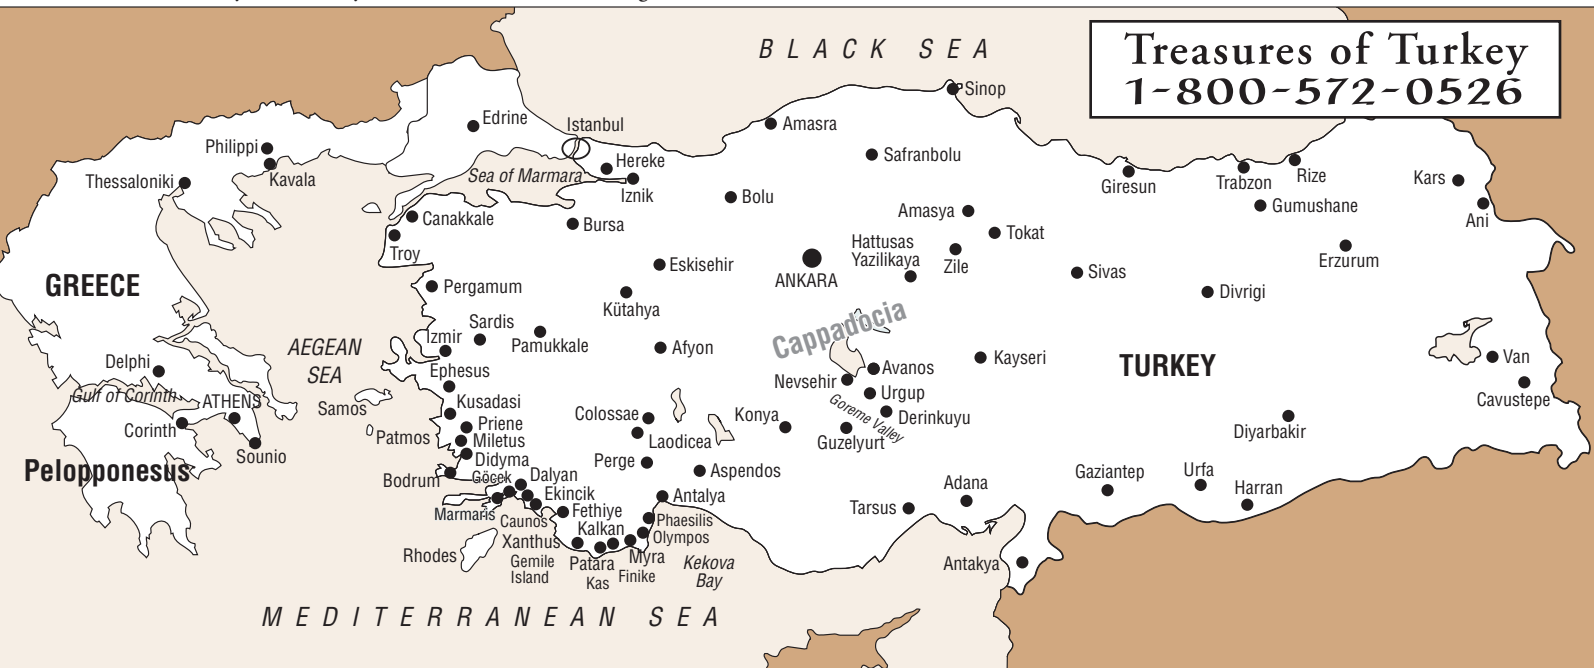 BLACK SEA
Treasures of Turkey
1-800-572-0526
Sinop
Edrine
Istanbul
Amasra
Philippi
Hereke
Safranbolu
Kavala
Sea of Marmara
Thessaloniki
Iznik
Bolu
Giresun
Trabzon
Rize
Kars
Canakkale
Bursa
Amasya
Gumushane
Ani
Troy
Tokat
Hattusas
Yazilikaya
Zile
Erzurum
Eskisehir
ANKARA
Sivas
GREECE
Pergamum
Kütahya
Divrigi
Cappadocia
Sardis
Izmir
Pamukkale
Afyon
AEGEAN
SEA
Kayseri
TURKEY
Van
Delphi
Ephesus
Avanos
Nevsehir
Urgup
Cavustepe
Gulf of Corinth
ATHENS
Samos
Kusadasi
Colossae
Konya
Goreme Valley
Derinkuyu
Corinth
Patmos
Priene
Miletus
Laodicea
Guzelyurt
Diyarbakir
Sounio
Didyma
Perge
Aspendos
Peloponnesus
Bodrum
Göcek
Dalyan
Gaziantep
Urfa
Ekincik
Antalya
Adana
Harran
Marmaris
Caunos
Fethiye
Tarsus
Kalkan
Phaesilis
Olympos
Rhodes
Xanthus
Gemile
Island
Patara
Kas
Myra
Finike
Kekova
Bay
Antakya
MEDITERRANEAN SEA